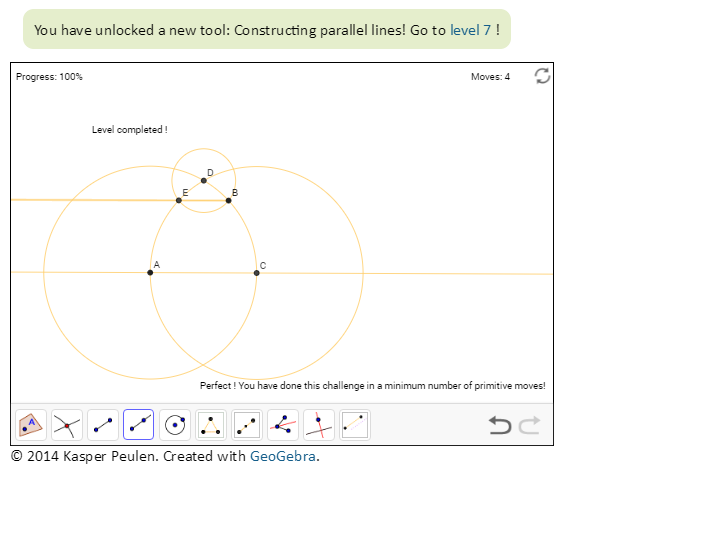 You have unlocked a new tool: Constructing parallel lines! Go to level 7 !
Progress: 100%
Moves: 4
Level completed !
D
E
B
A
C
Perfect ! You have done this challenge in a minimum number of primitive moves!
A
© 2014 Kasper Peulen. Created with GeoGebra.